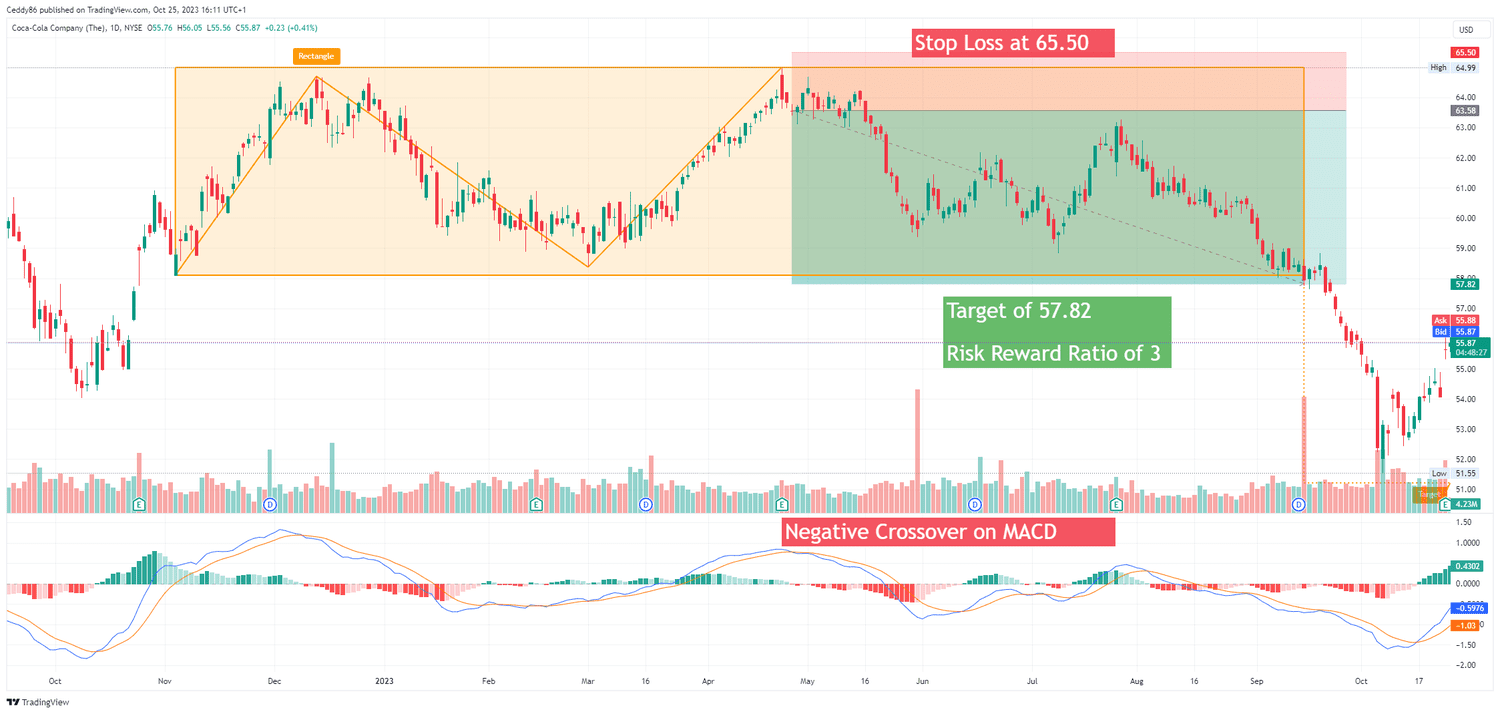 Ceddy86 published on TradingView.com, Oct 25, 2023 16:11 UTC+1
Coca-Cola Company (The), 1D, NYSE O55.76 H56.05 L55.56 C55.87 +0.23 (+0.41%)
USD
Stop Loss at 65.50
Rectangle
65.50
High 64.99
64.00
63.58
63.00
62.00
61.00
60.00
59.00
58.00
57.82
Target of 57.82
57.00
Ask 55.88
Bid 55.87
55.87
04:48:27
Risk Reward Ratio of 3
55.00
54.00
53.00
52.00
Low 51.55
51.00
Target
E D E D E D E D E
4.23M
Negative Crossover on MACD
1.50
1.0000
0.4302
0.0000
-0.5976
-1.03
-1.50
-2.00
Oct Nov Dec 2023 Feb Mar 16 Apr May 16 Jun Jul Aug 16 Sep Oct 17
TradingView